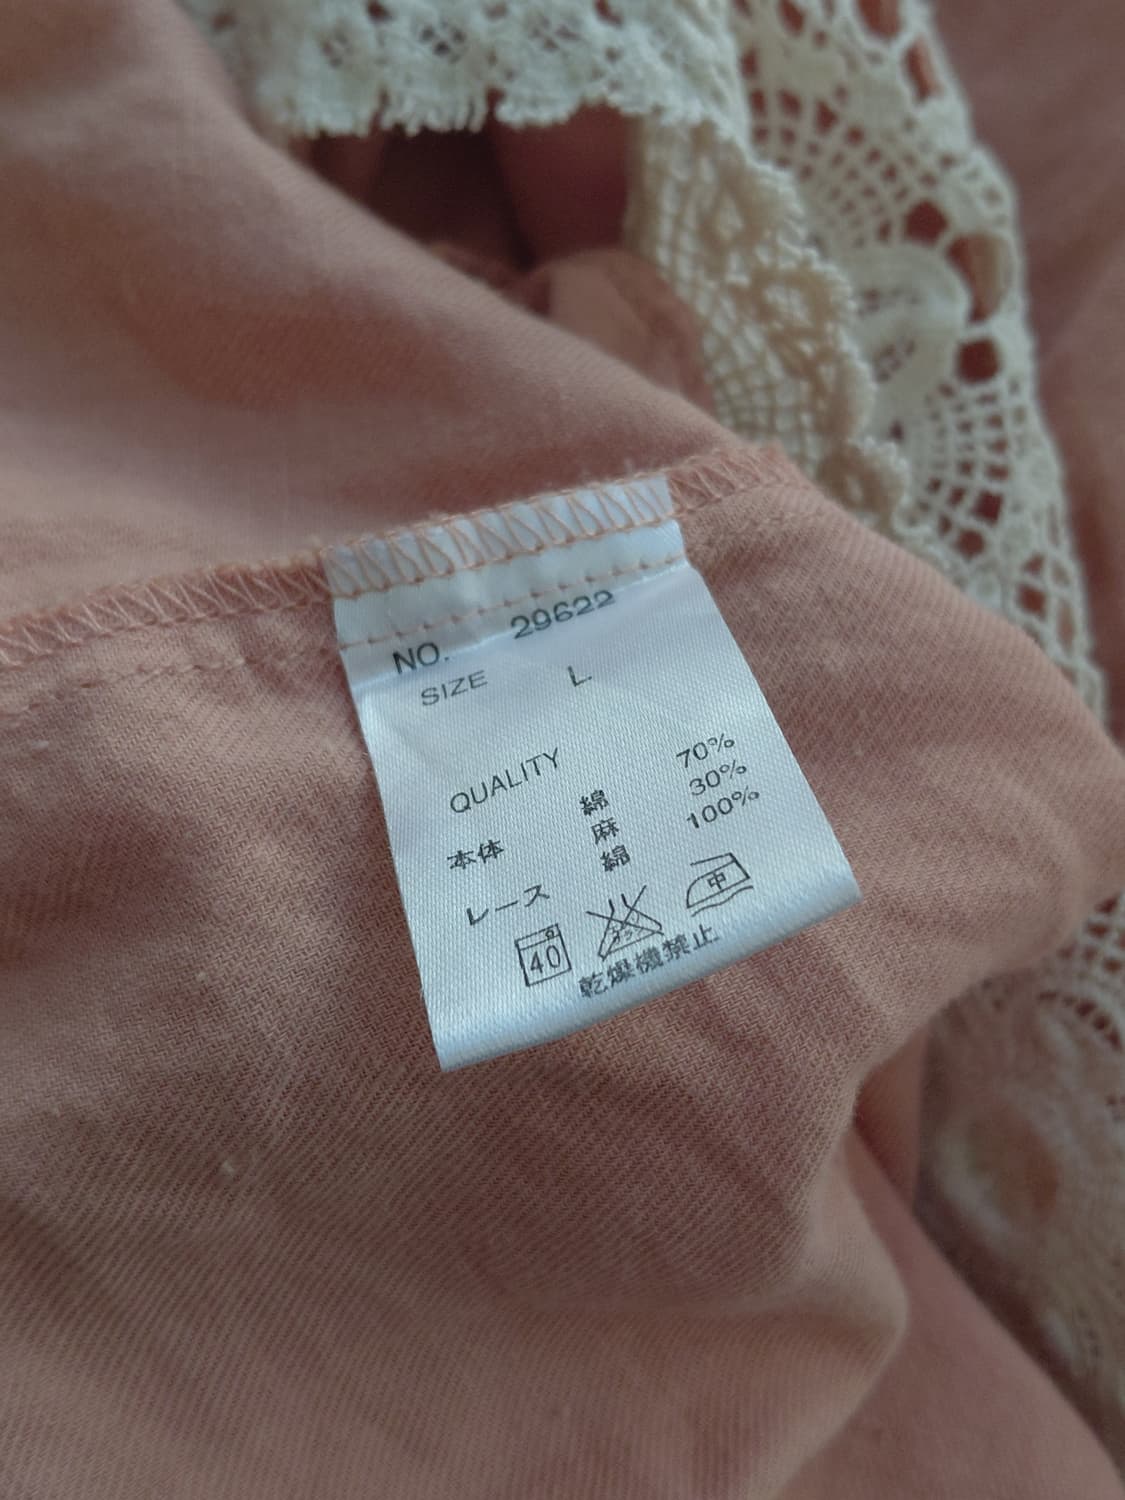 NO. 29622
SIZE L
QUALITY
本体 綿 70%
麻 30%
レース 綿 100%
40 中
乾燥機禁止